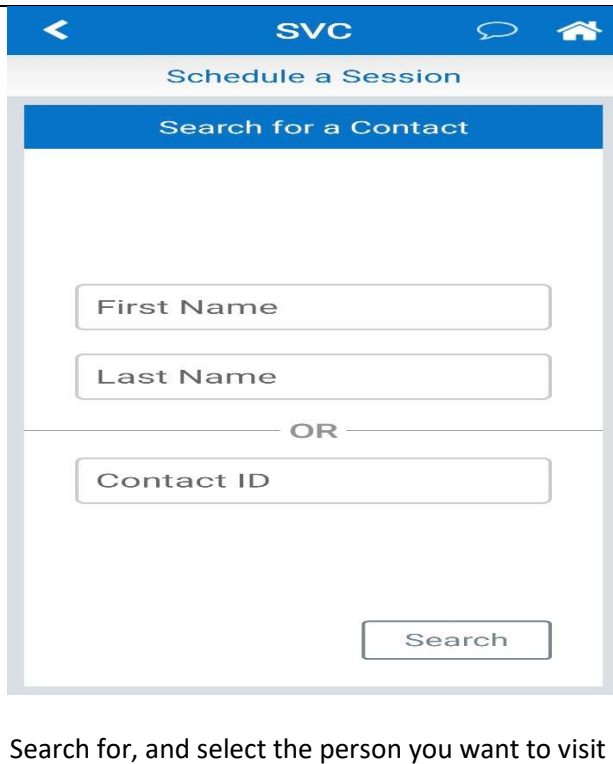 SVC
Schedule a Session
Search for a Contact
First Name
Last Name
OR
Contact ID
Search
Search for, and select the person you want to visit